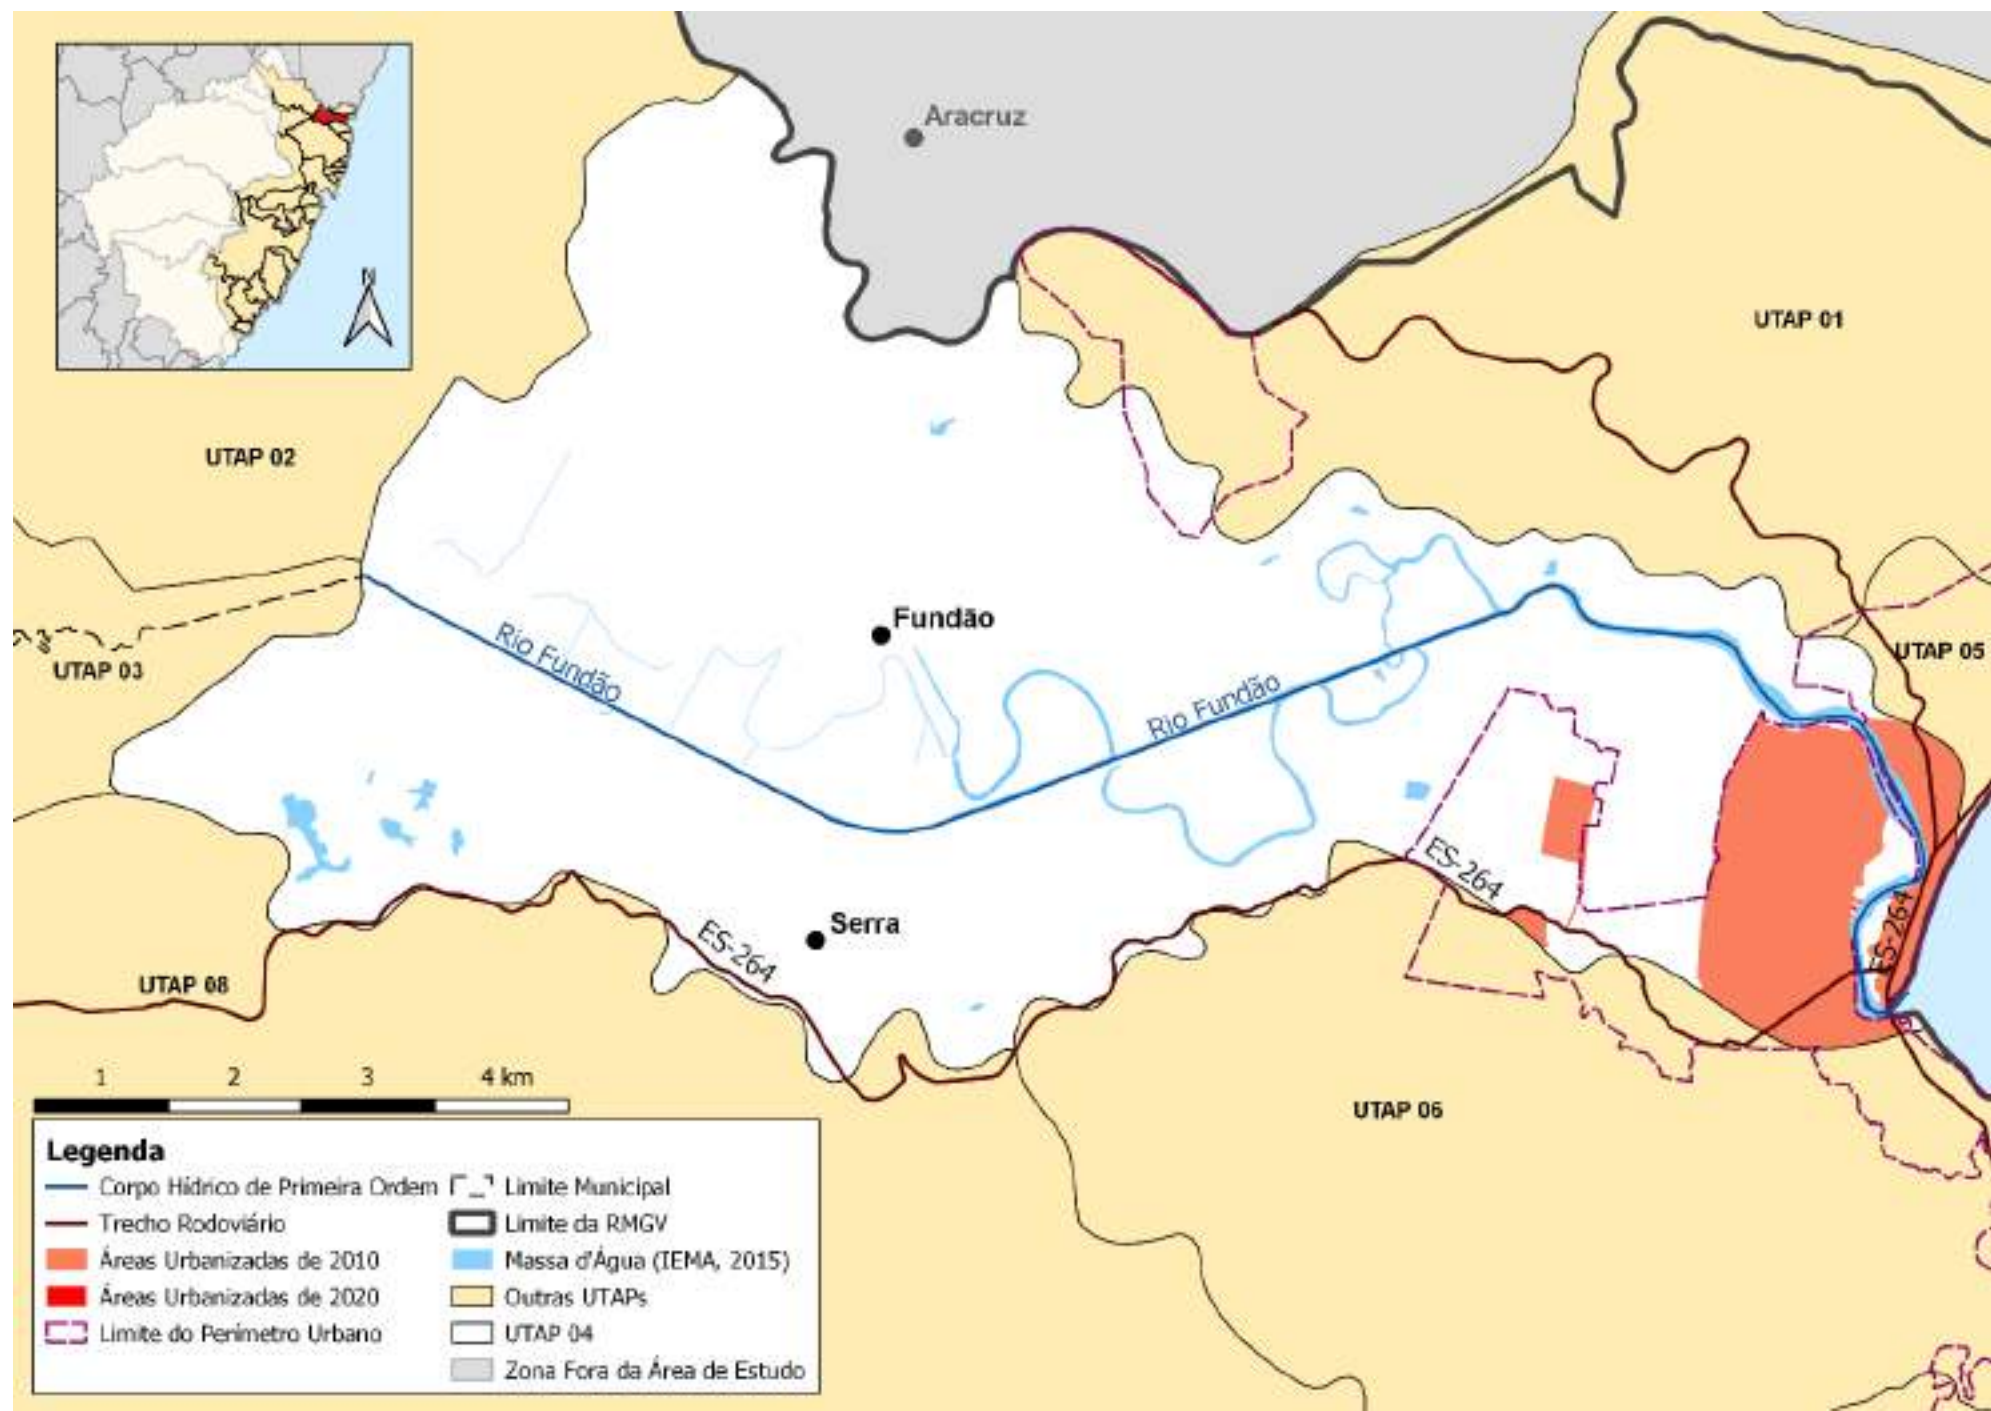 N
Aracruz
UTAP 01
UTAP 02
Fundão
Rio Fundão
Rio Fundão
UTAP 03
UTAP 05
ES-264
Serra
ES-264
ES-264
UTAP 08
1 2 3 4 km
UTAP 06
Legenda
Corpo Hídrico de Primeira Ordem
Trecho Rodoviário
Áreas Urbanizadas de 2010
Áreas Urbanizadas de 2020
Limite do Perímetro Urbano
Limite Municipal
Limite da RMGV
Massa d'Água (IEMA, 2015)
Outras UTAPs
UTAP 04
Zona Fora da Área de Estudo